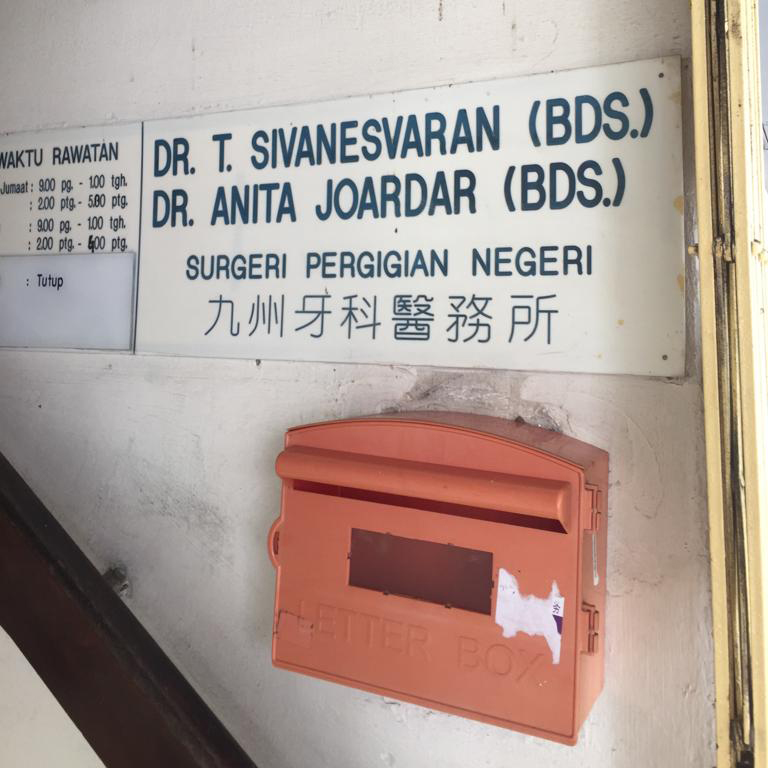 WAKTU RAWATAN
Jumaat : 9.00 pg. - 1.00 tgh.
: 2.00 ptg. - 5.00 ptg.
: 9.00 pg. - 1.00 tgh.
: 2.00 ptg. - 4.00 ptg.
: Tutup
DR. T. SIVANESVARAN (BDS.)
DR. ANITA JOARDAR (BDS.)
SURGERI PERGIGIAN NEGERI
九州牙科醫務所
LETTER BOX